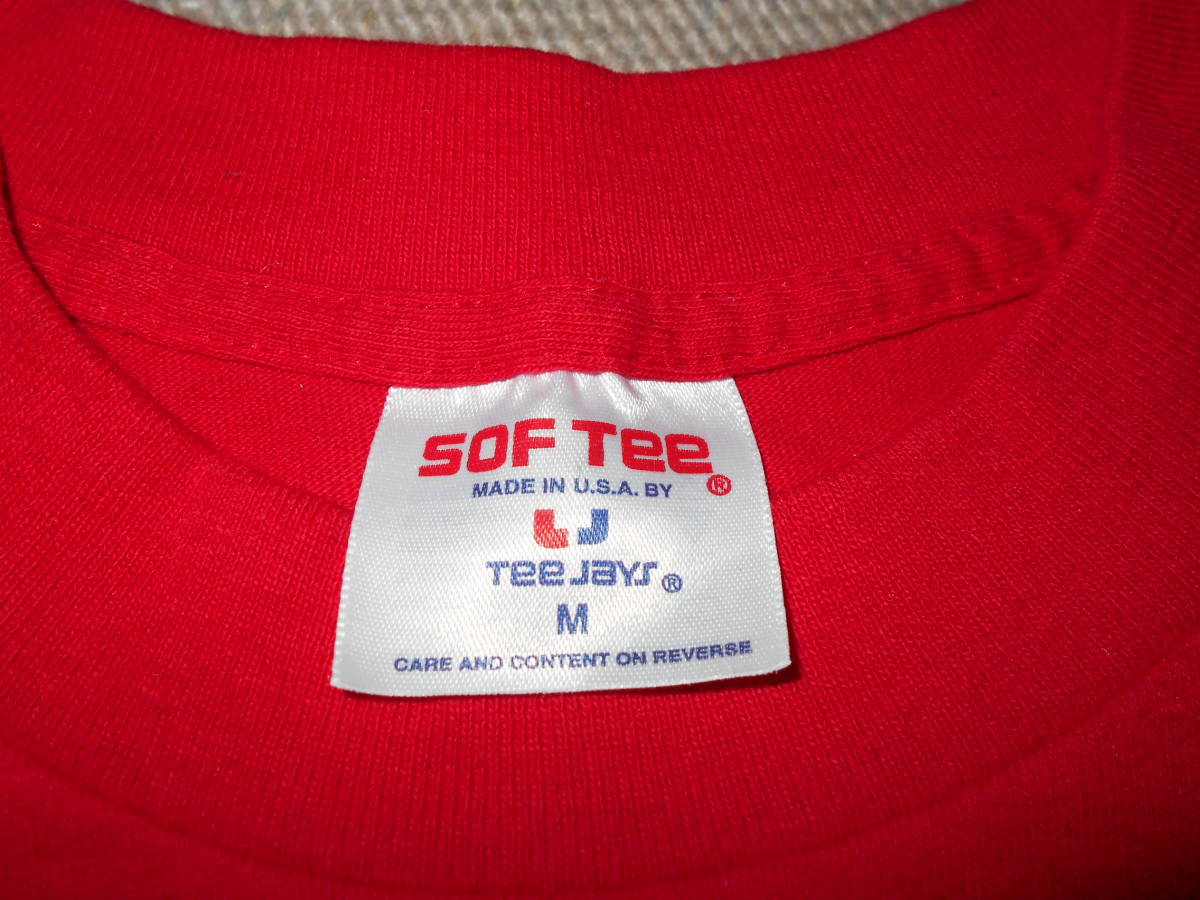 SOF TEE®
MADE IN U.S.A. BY
TEE JAYS®
M
CARE AND CONTENT ON REVERSE